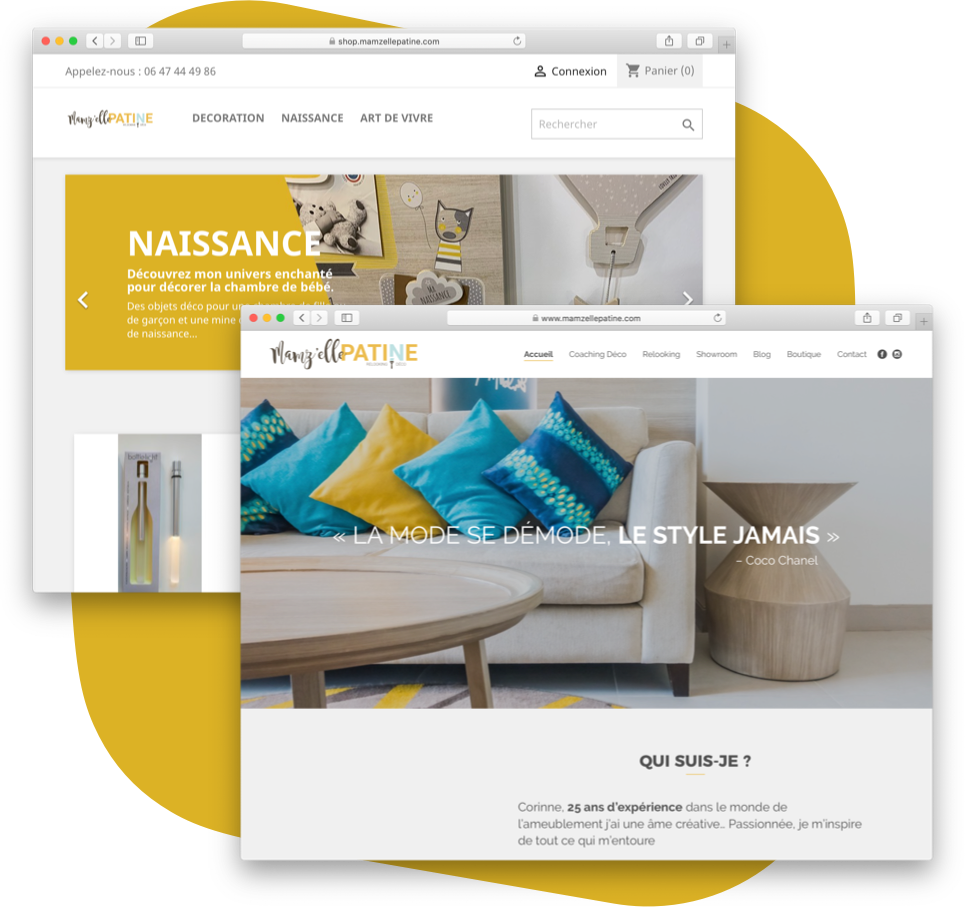 shop.mamzellepatine.com
Appelez-nous : 06 47 44 49 86
Connexion
Panier (0)
Mamz'elle PATINE
DECORATION
NAISSANCE
ART DE VIVRE
Rechercher
NAISSANCE
Découvrez mon univers enchanté
pour décorer la chambre de bébé.
Des objets déco pour une chambre de fille
de garçon et une mine
de naissance...
MA
NAISSANCE
www.mamzellepatine.com
Mamz'elle PATINE
RELOOKING DÉCO
Accueil
Coaching Déco
Relooking
Showroom
Blog
Boutique
Contact
« LA MODE SE DÉMODE, LE STYLE JAMAIS »
– Coco Chanel
QUI SUIS-JE ?
Corinne, 25 ans d'expérience dans le monde de
l'ameublement j'ai une âme créative... Passionnée, je m'inspire
de tout ce qui m'entoure